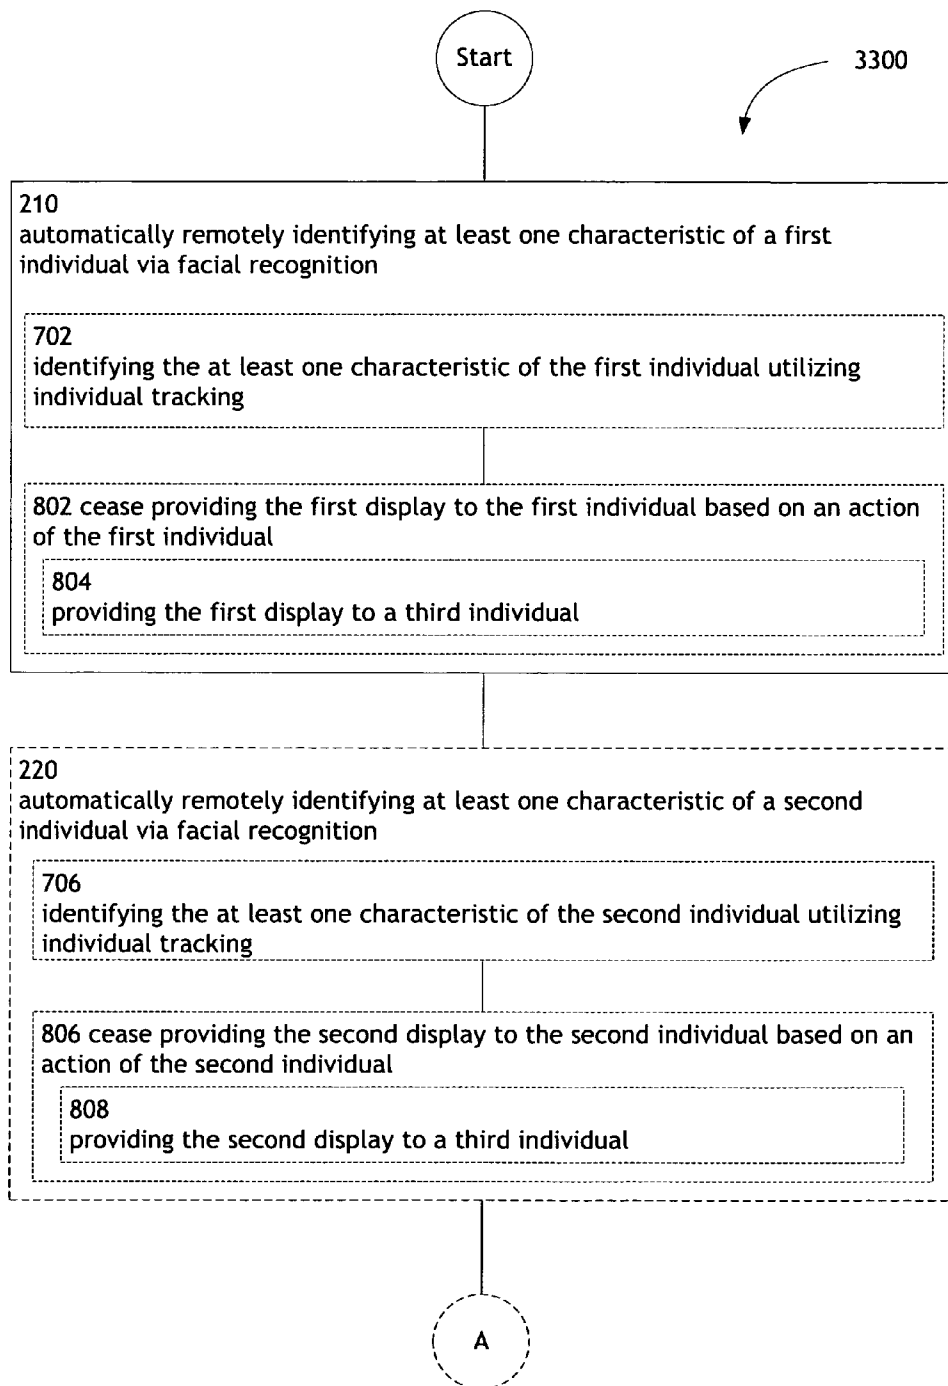 Start
3300
210
automatically remotely identifying at least one characteristic of a first
individual via facial recognition
702
identifying the at least one characteristic of the first individual utilizing
individual tracking
802 cease providing the first display to the first individual based on an action
of the first individual
804
providing the first display to a third individual
220
automatically remotely identifying at least one characteristic of a second
individual via facial recognition
706
identifying the at least one characteristic of the second individual utilizing
individual tracking
806 cease providing the second display to the second individual based on an
action of the second individual
808
providing the second display to a third individual
A